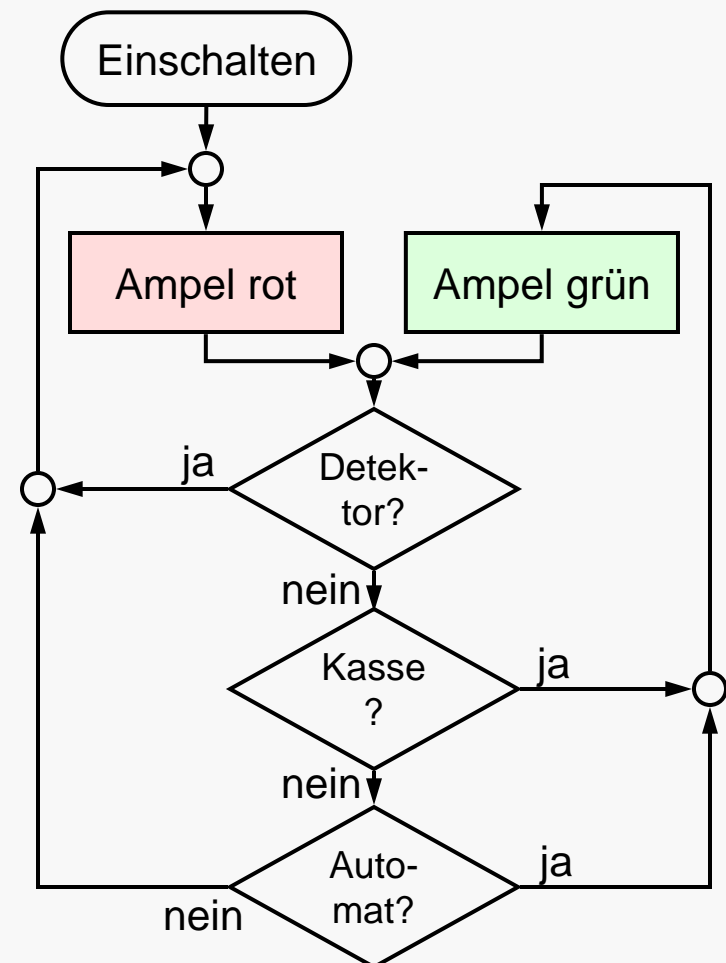 Einschalten
Ampel rot
Ampel grün
ja
Detek-
tor?
nein
Kasse
?
ja
nein
Auto-
mat?
ja
nein